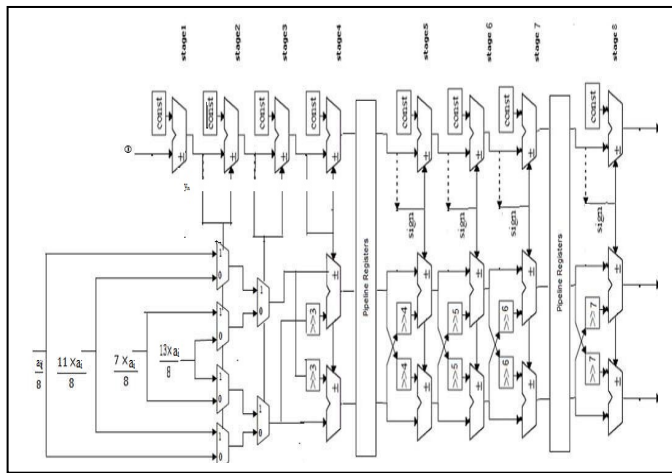 stage1
stage2
stage3
stage4
stage5
stage 6
stage 7
stage 8
const
const
const
const
const
const
const
const
±
±
±
±
±
±
±
±
sign
sign
sign
sign
Pipeline Registers
Pipeline Registers
1
0
1
0
1
0
1
0
1
0
1
0
>>3
>>3
>>4
>>4
>>5
>>5
>>6
>>6
>>7
>>7
±
±
±
±
±
±
±
±
±
±
aᵢ/8
11 x aᵢ/8
7 x aᵢ/8
13 x aᵢ/8